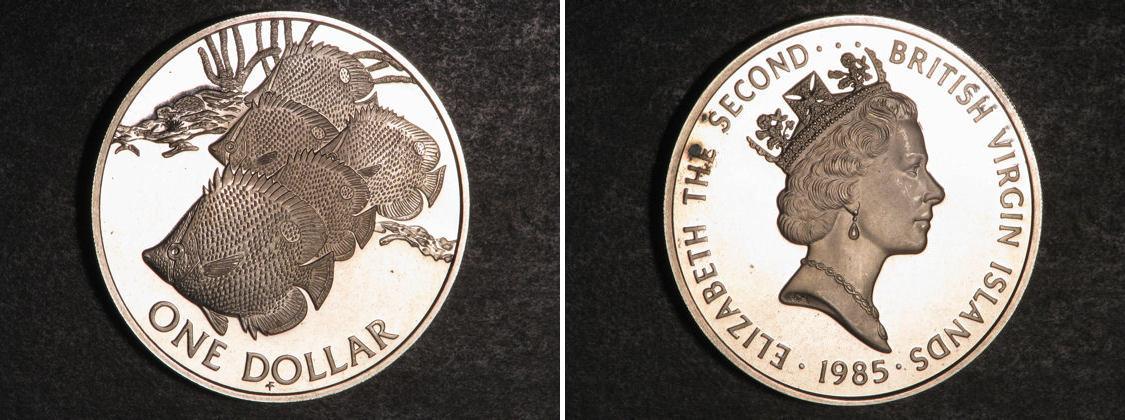 ONE DOLLAR
ELIZABETH THE SECOND · · · · BRITISH VIRGIN ISLANDS · 1985 ·